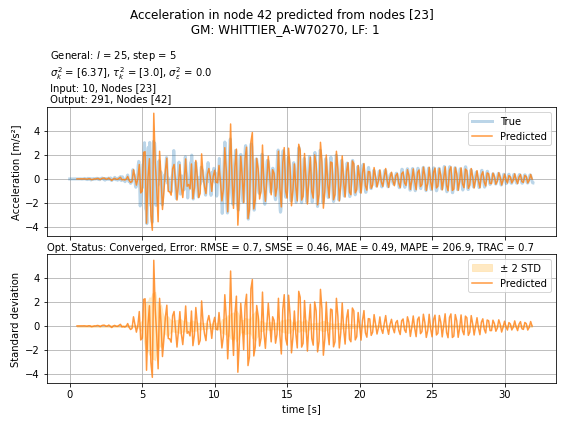 Acceleration in node 42 predicted from nodes [23]
GM: WHITTIER_A-W70270, LF: 1
General: l = 25, step = 5
σ²ₖ = [6.37], τ²ₖ = [3.0], σ²ε = 0.0
Input: 10, Nodes [23]
Output: 291, Nodes [42]
Acceleration [m/s²]
4
2
0
−2
−4
True
Predicted
Opt. Status: Converged, Error: RMSE = 0.7, SMSE = 0.46, MAE = 0.49, MAPE = 206.9, TRAC = 0.7
Standard deviation
4
2
0
−2
−4
± 2 STD
Predicted
0 5 10 15 20 25 30
time [s]